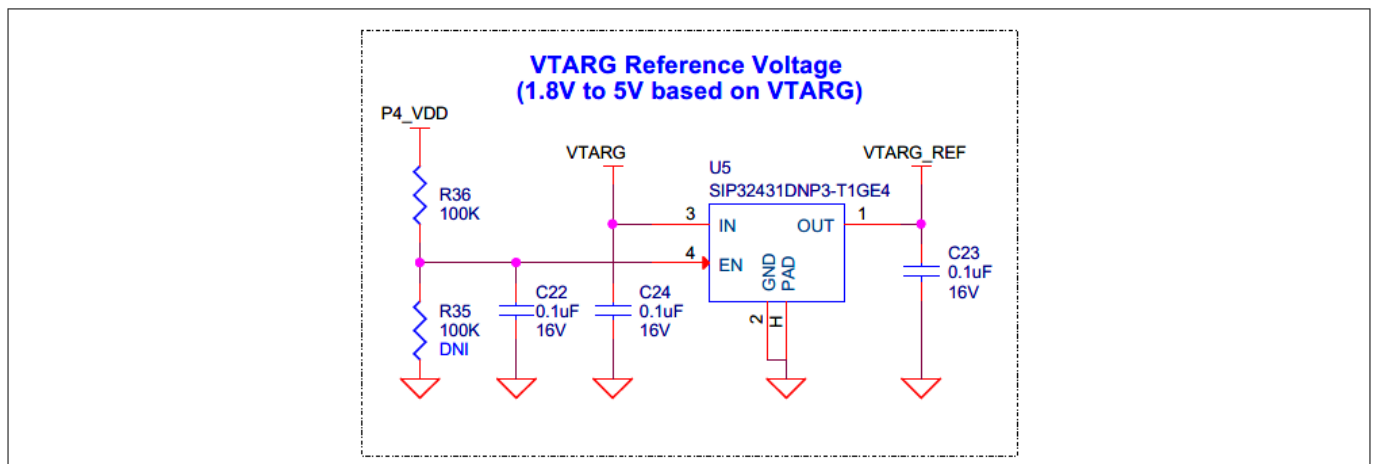 VTARG Reference Voltage
(1.8V to 5V based on VTARG)
P4_VDD
VTARG
VTARG_REF
U5
SIP32431DNP3-T1GE4
R36
100K
3
IN
OUT
1
4
EN
GND
PAD
2
H
C23
0.1uF
16V
R35
100K
DNI
C22
0.1uF
16V
C24
0.1uF
16V